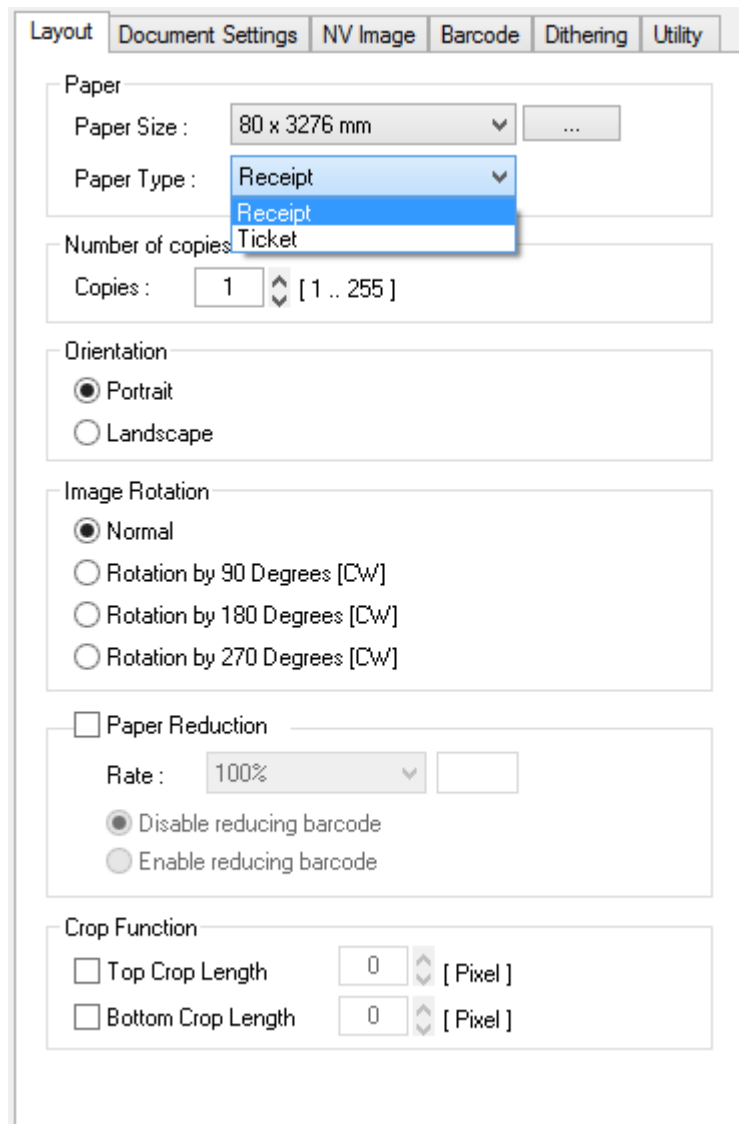 Layout Document Settings NV Image Barcode Dithering Utility
Paper
Paper Size : 80 x 3276 mm ...
Paper Type : Receipt
Receipt
Ticket
Number of copies
Copies : 1 [ 1 .. 255 ]
Orientation
Portrait
Landscape
Image Rotation
Normal
Rotation by 90 Degrees [CW]
Rotation by 180 Degrees [CW]
Rotation by 270 Degrees [CW]
Paper Reduction
Rate : 100%
Disable reducing barcode
Enable reducing barcode
Crop Function
Top Crop Length 0 [ Pixel ]
Bottom Crop Length 0 [ Pixel ]